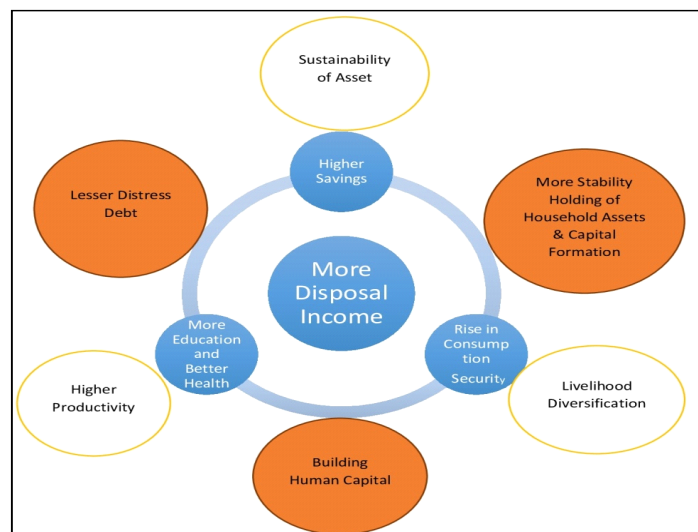 Sustainability
of Asset
Higher
Savings
Lesser Distress
Debt
More Stability
Holding of
Household Assets
& Capital
Formation
More
Disposal
Income
More
Education
and
Better
Health
Rise in
Consump
tion
Security
Higher
Productivity
Livelihood
Diversification
Building
Human Capital